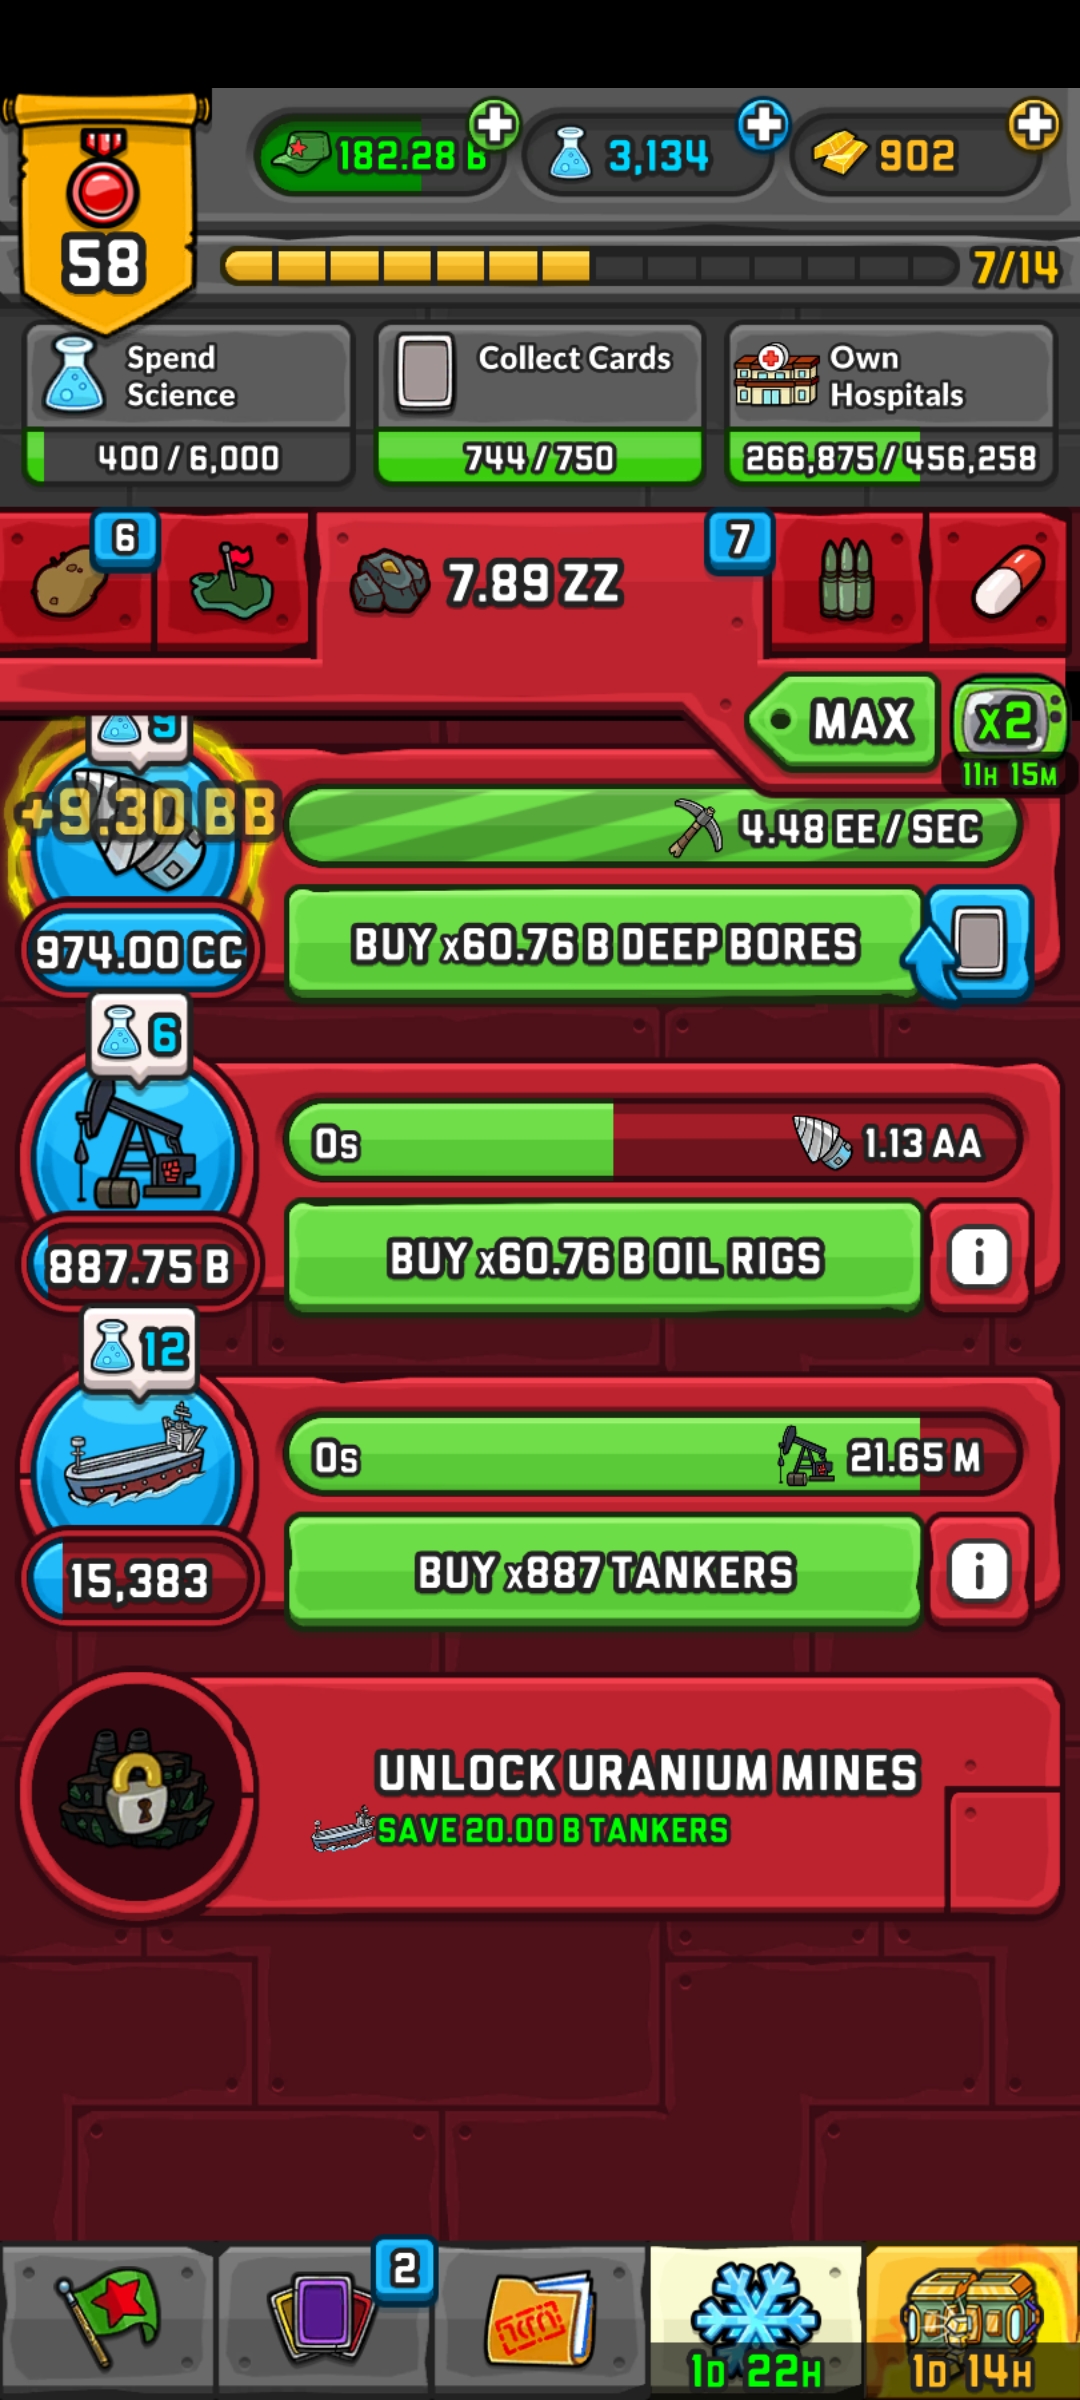 182.28 B
3,134
902
58
7/14
Spend
Science
Collect Cards
Own
Hospitals
400 / 6,000
744 / 750
266,875 / 456,258
6
7.89 ZZ
7
MAX
x2
11H 15M
9
+9.30 BB
4.48 EE / SEC
974.00 CC
BUY x60.76 B DEEP BORES
6
0s
1.13 AA
887.75 B
BUY x60.76 B OIL RIGS
i
12
0s
21.65 M
15,383
BUY x887 TANKERS
i
UNLOCK URANIUM MINES
SAVE 20.00 B TANKERS
2
1D 22H
1D 14H